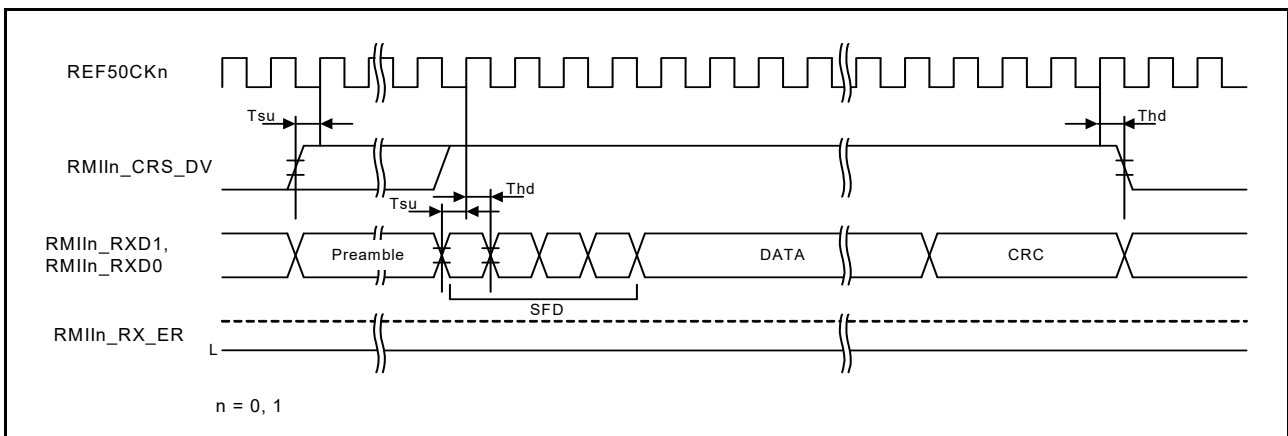 REF50CKn
Tsu
Thd
RMIIn_CRS_DV
Thd
Tsu
RMIIn_RXD1,
RMIIn_RXD0
Preamble
DATA
CRC
SFD
RMIIn_RX_ER
L
n = 0, 1